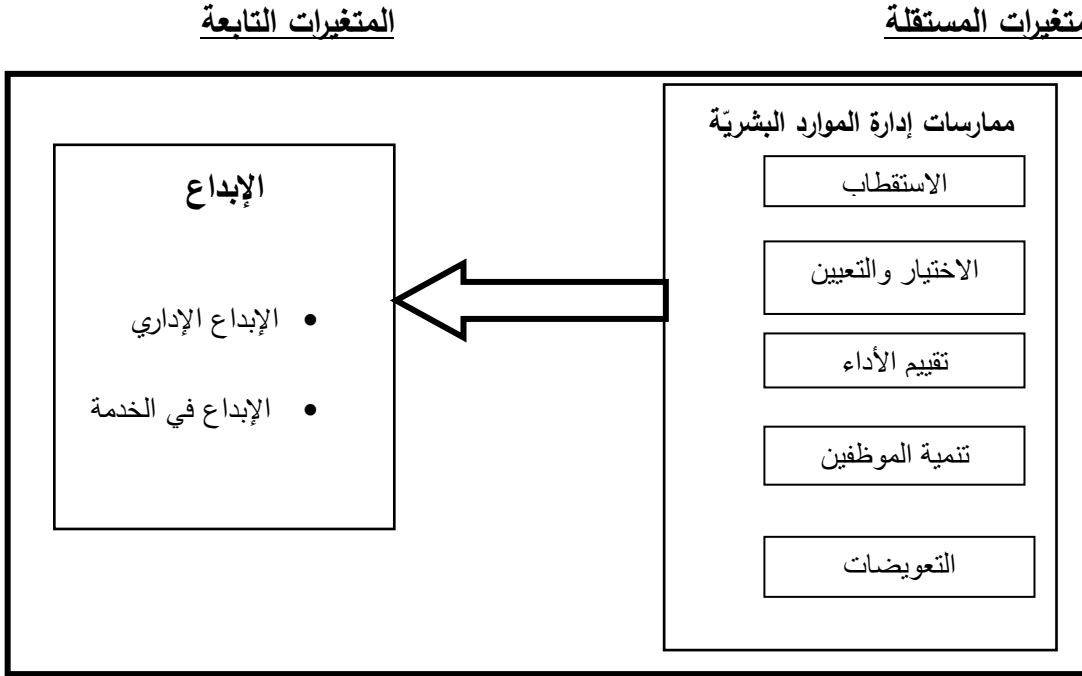 متغيرات المستقلة
المتغيرات التابعة
ممارسات إدارة الموارد البشريّة
الاستقطاب
الاختيار والتعيين
تقييم الأداء
تنمية الموظفين
التعويضات
الإبداع
• الإبداع الإداري
• الإبداع في الخدمة